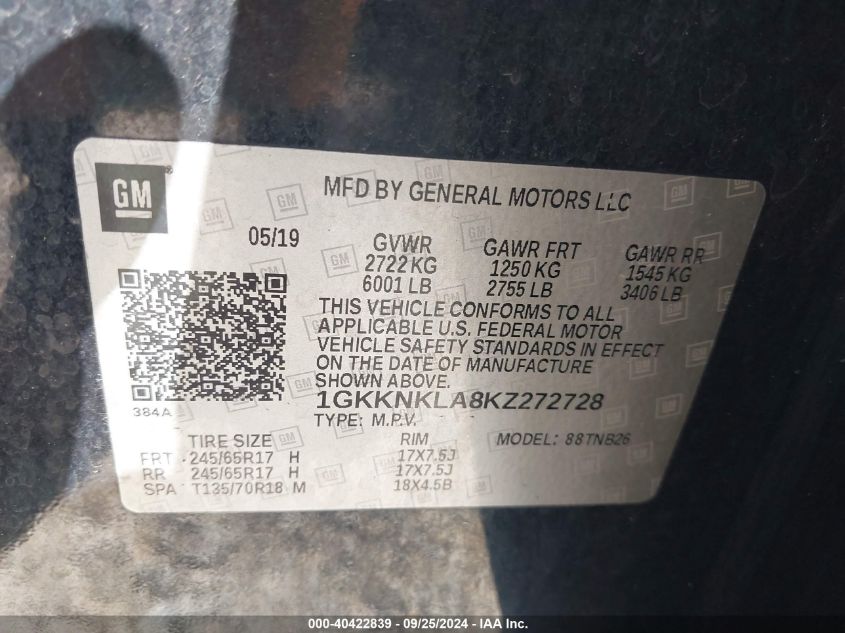 GM
MFD BY GENERAL MOTORS LLC
05/19
GVWR GAWR FRT GAWR RR
2722 KG 1250 KG 1545 KG
6001 LB 2755 LB 3406 LB
THIS VEHICLE CONFORMS TO ALL
APPLICABLE U.S. FEDERAL MOTOR
VEHICLE SAFETY STANDARDS IN EFFECT
ON THE DATE OF MANUFACTURE
SHOWN ABOVE.
384A
1GKKNKLA8KZ272728
TYPE: M.P.V.
TIRE SIZE RIM MODEL: 88TNB26
FRT 245/65R17 H 17X7.5J
RR 245/65R17 H 17X7.5J
SPA T135/70R18 M 18X4.5B
000-40422839 - 09/25/2024 - IAA Inc.